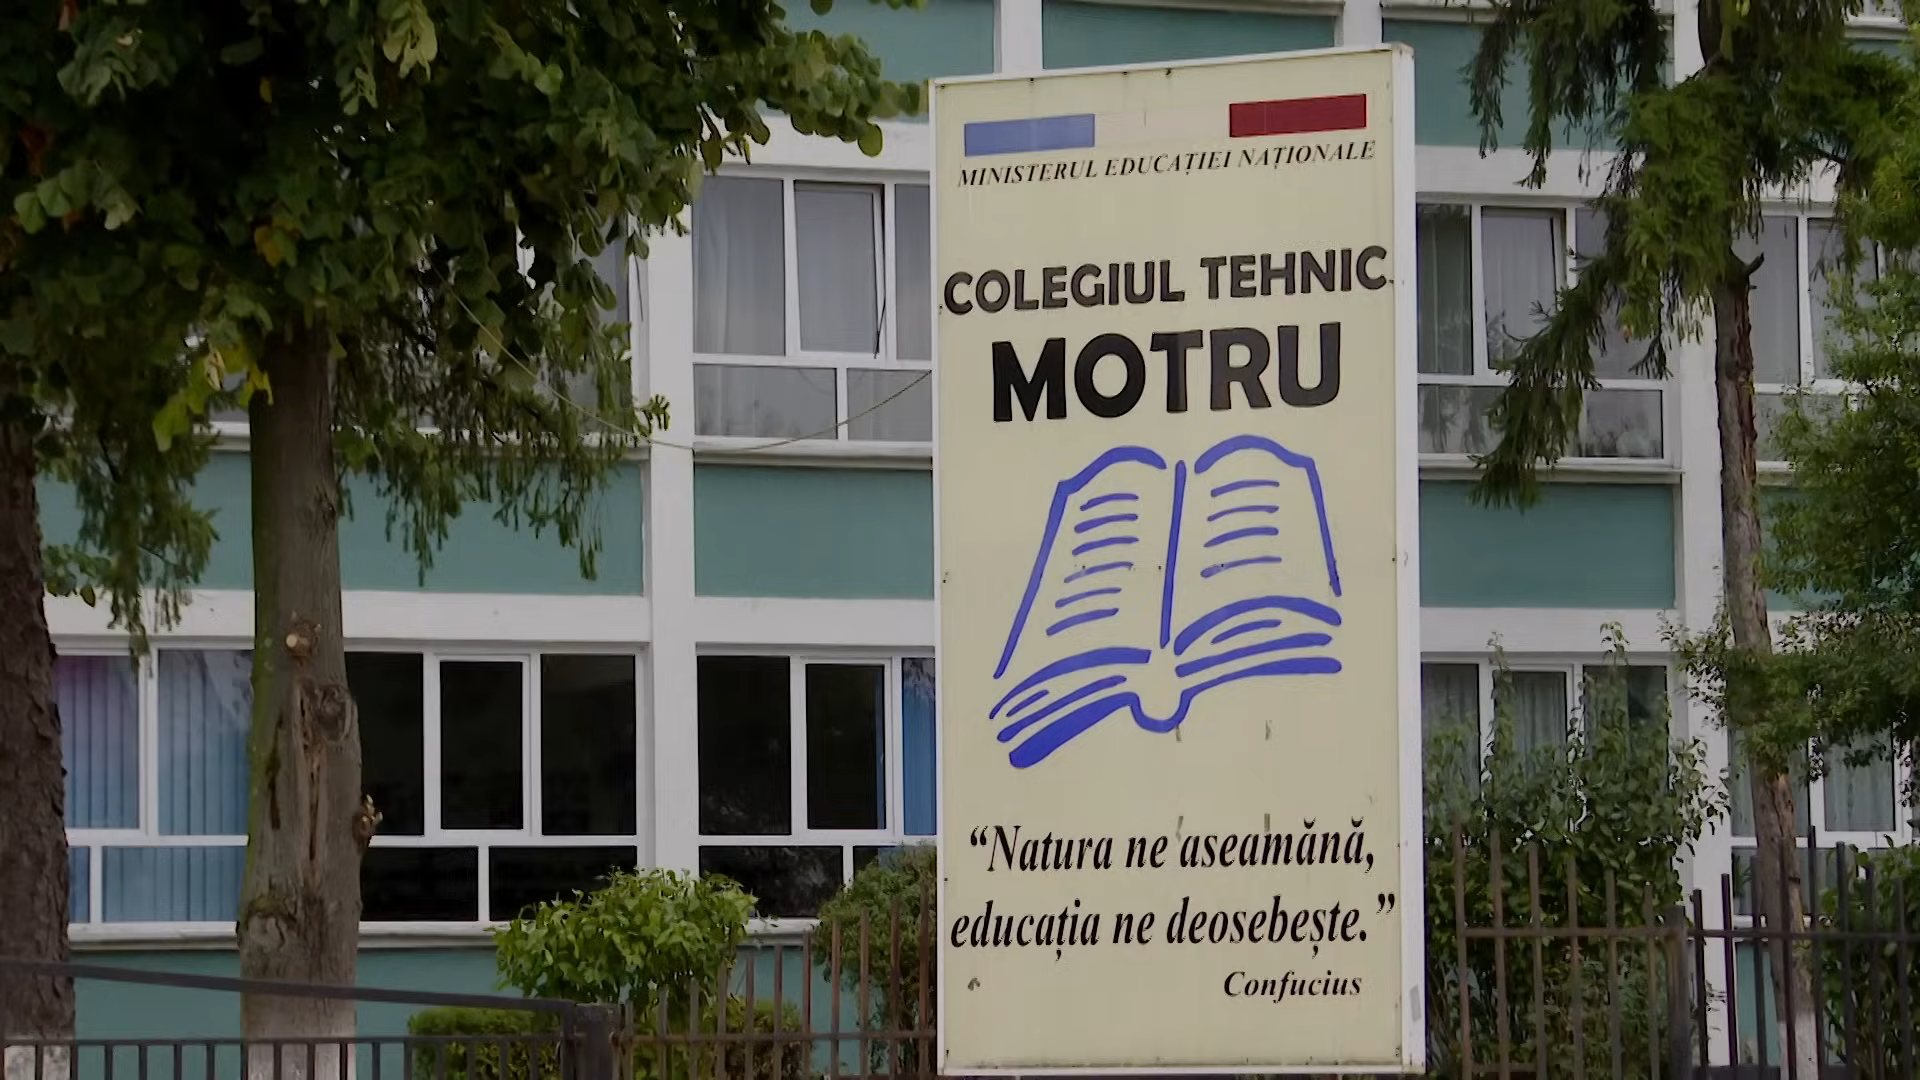 MINISTERUL EDUCAȚIEI NAȚIONALE
COLEGIUL TEHNIC
MOTRU
“Natura ne aseamănă,
educația ne deosebește.”
Confucius